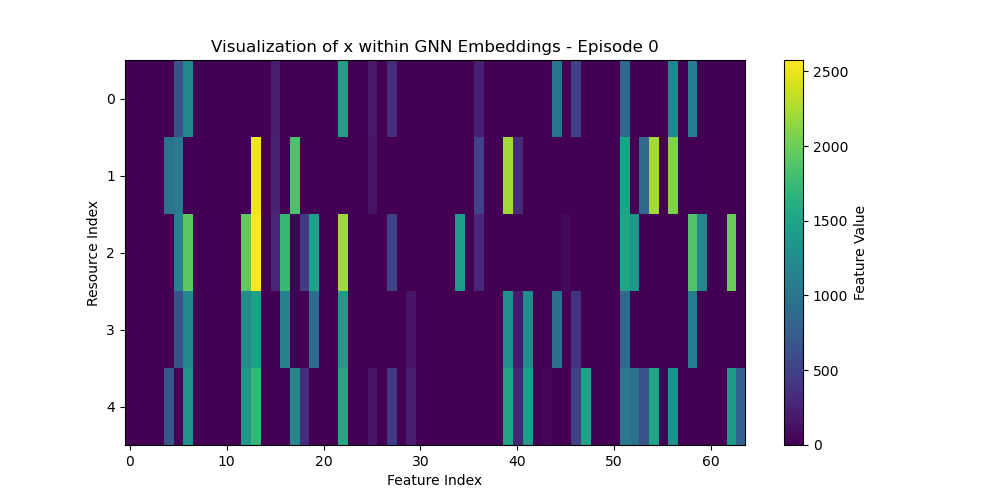 Visualization of x within GNN Embeddings - Episode 0
Resource Index
0
1
2
3
4
0 10 20 30 40 50 60
Feature Index
2500
2000
1500
1000
500
0
Feature Value